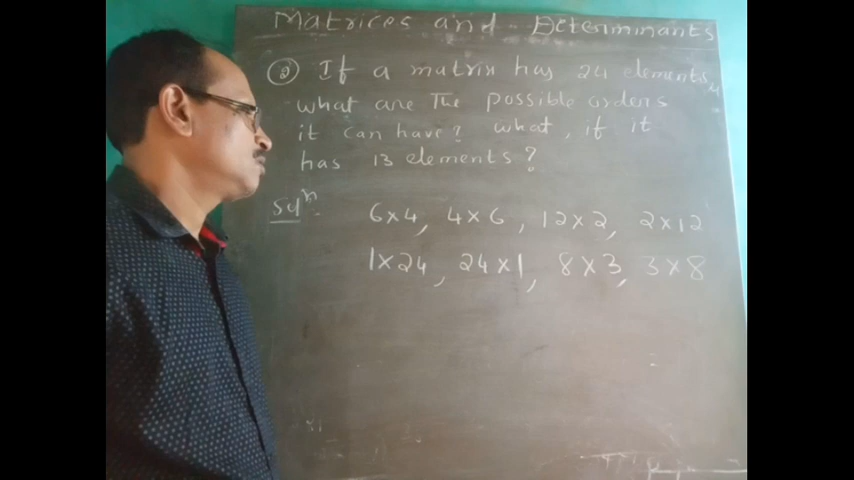 Matrices and Determinants
② If a matrix has 24 elements,
what are the possible orders
it can have? what, if it
has 13 elements?
Solⁿ:
6×4, 4×6, 12×2, 2×12
1×24, 24×1, 8×3, 3×8